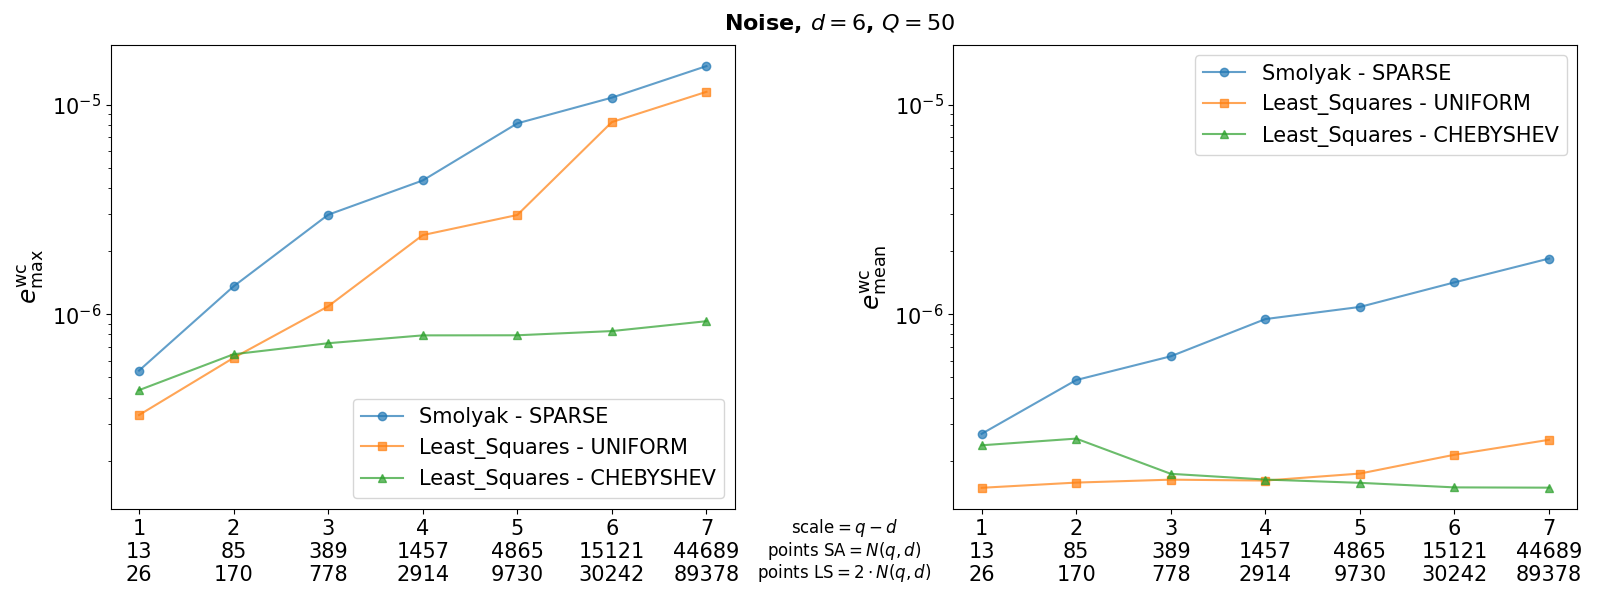 Noise, d = 6, Q = 50
10⁻⁵
10⁻⁶
e^wc_max
Smolyak - SPARSE
Least_Squares - UNIFORM
Least_Squares - CHEBYSHEV
1 2 3 4 5 6 7
13 85 389 1457 4865 15121 44689
26 170 778 2914 9730 30242 89378
scale = q − d
points SA = N(q, d)
points LS = 2 · N(q, d)
10⁻⁵
10⁻⁶
e^wc_mean
Smolyak - SPARSE
Least_Squares - UNIFORM
Least_Squares - CHEBYSHEV
1 2 3 4 5 6 7
13 85 389 1457 4865 15121 44689
26 170 778 2914 9730 30242 89378